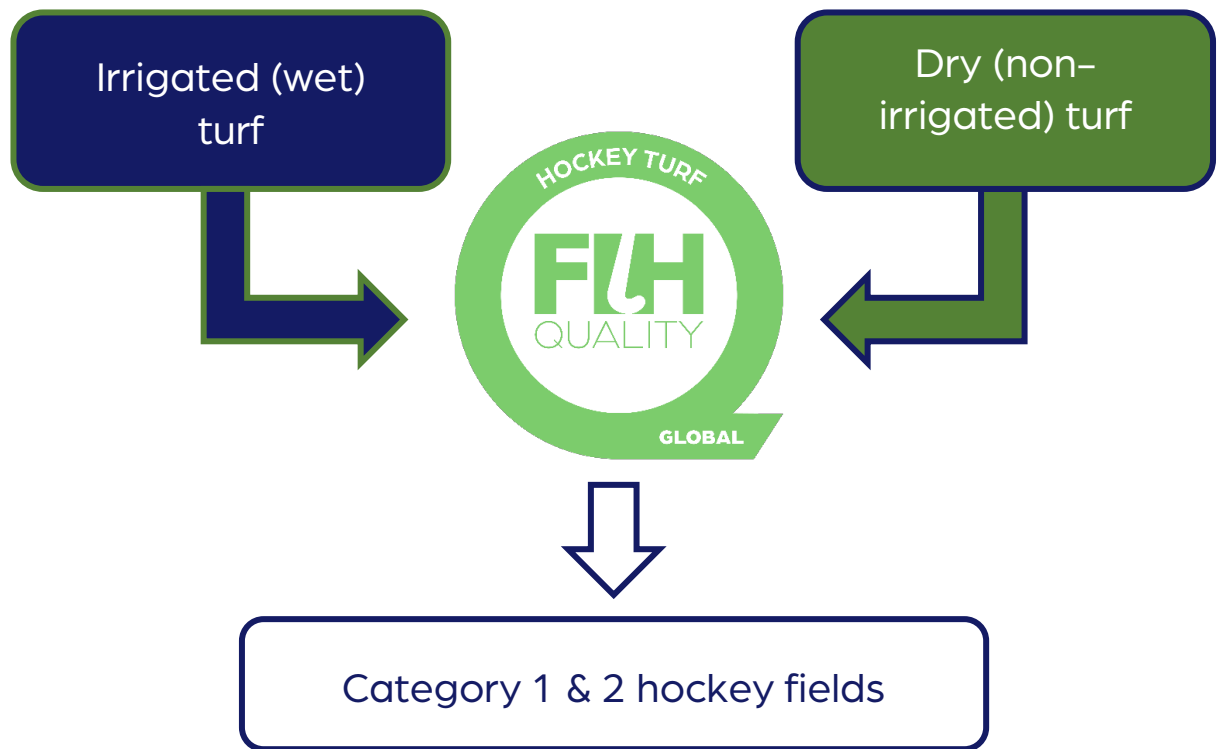 Irrigated (wet)
turf
Dry (non-
irrigated) turf
HOCKEY TURF
FIH
QUALITY
GLOBAL
Category 1 & 2 hockey fields